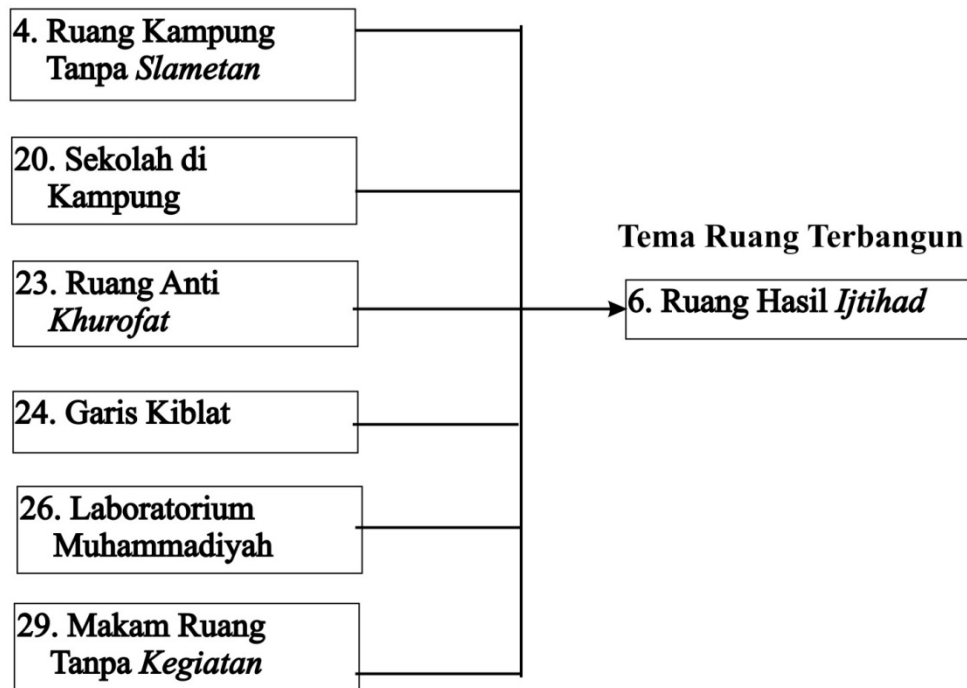 4. Ruang Kampung
Tanpa Slametan
20. Sekolah di
Kampung
23. Ruang Anti
Khurofat
24. Garis Kiblat
26. Laboratorium
Muhammadiyah
29. Makam Ruang
Tanpa Kegiatan
Tema Ruang Terbangun
6. Ruang Hasil Ijtihad